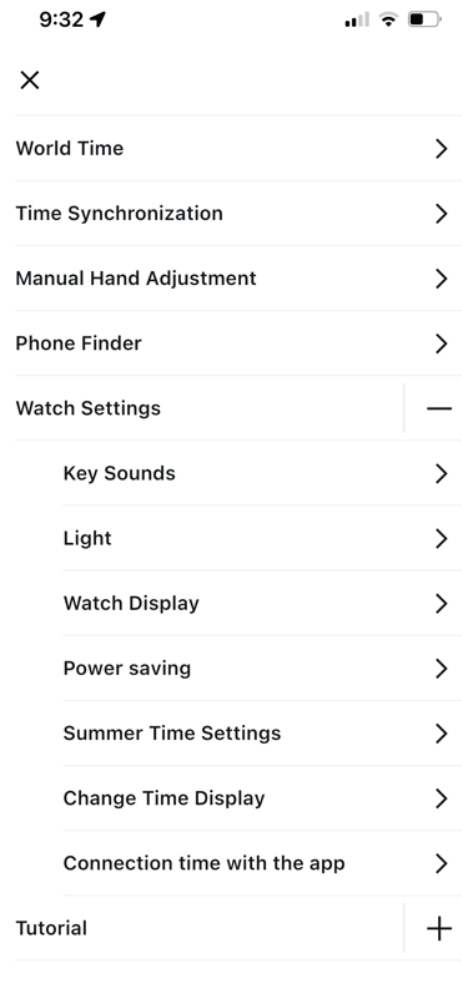 9:32
World Time
Time Synchronization
Manual Hand Adjustment
Phone Finder
Watch Settings
Key Sounds
Light
Watch Display
Power saving
Summer Time Settings
Change Time Display
Connection time with the app
Tutorial